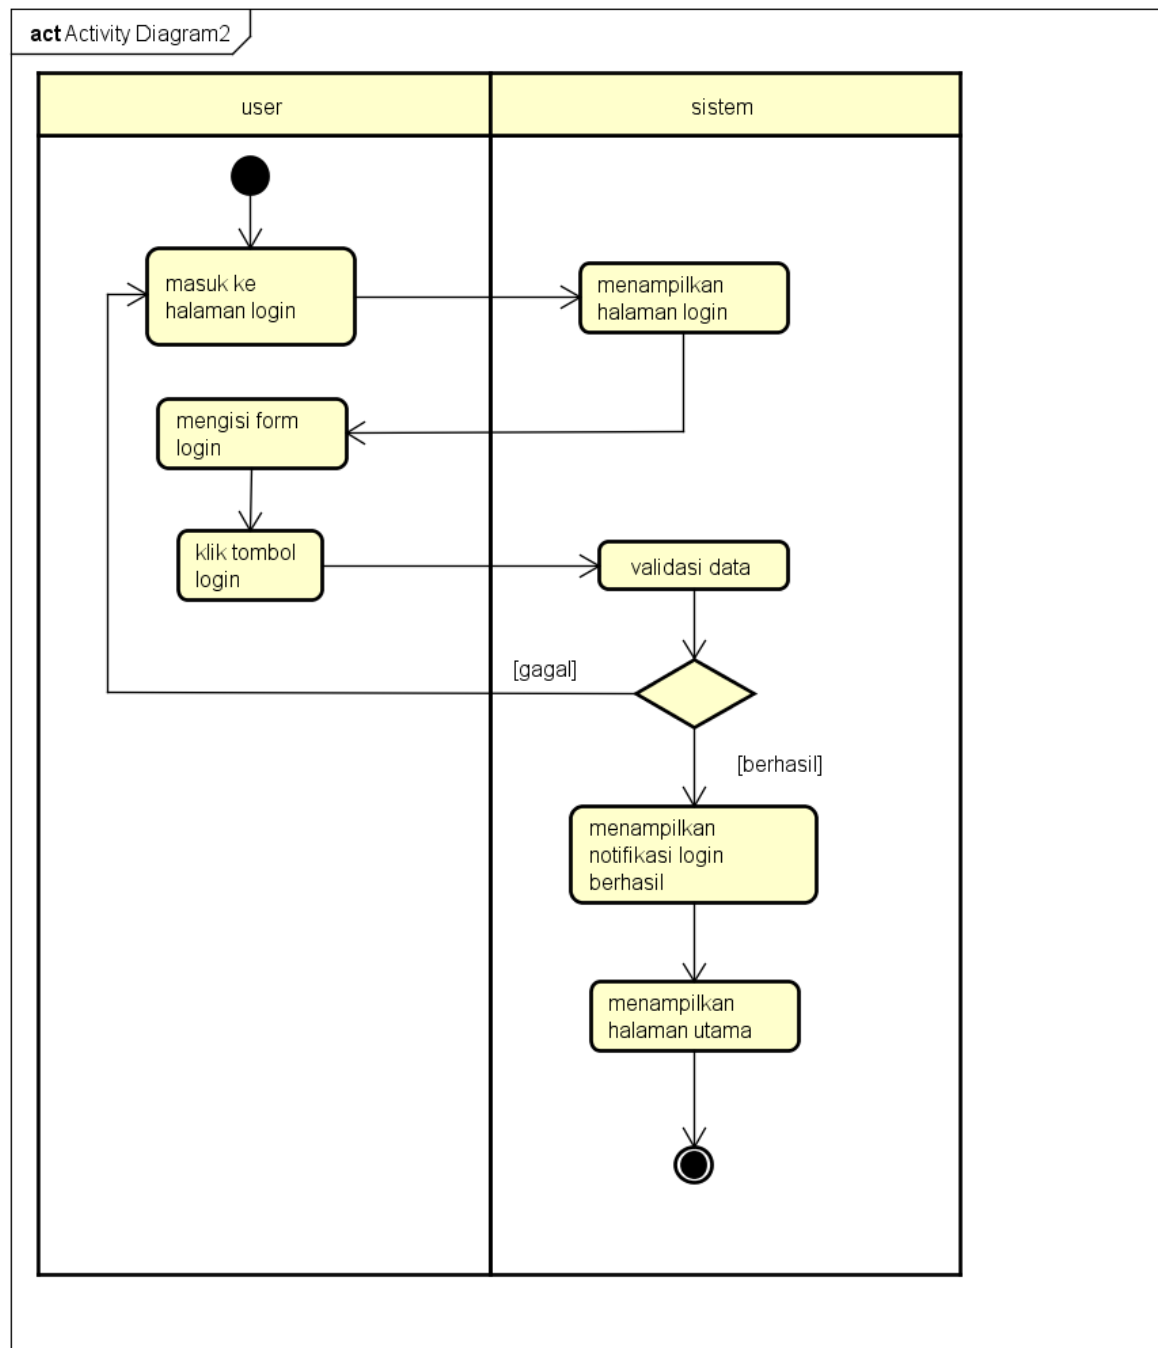 act Activity Diagram2
user
sistem
masuk ke
halaman login
menampilkan
halaman login
mengisi form
login
klik tombol
login
validasi data
[gagal]
[berhasil]
menampilkan
notifikasi login
berhasil
menampilkan
halaman utama